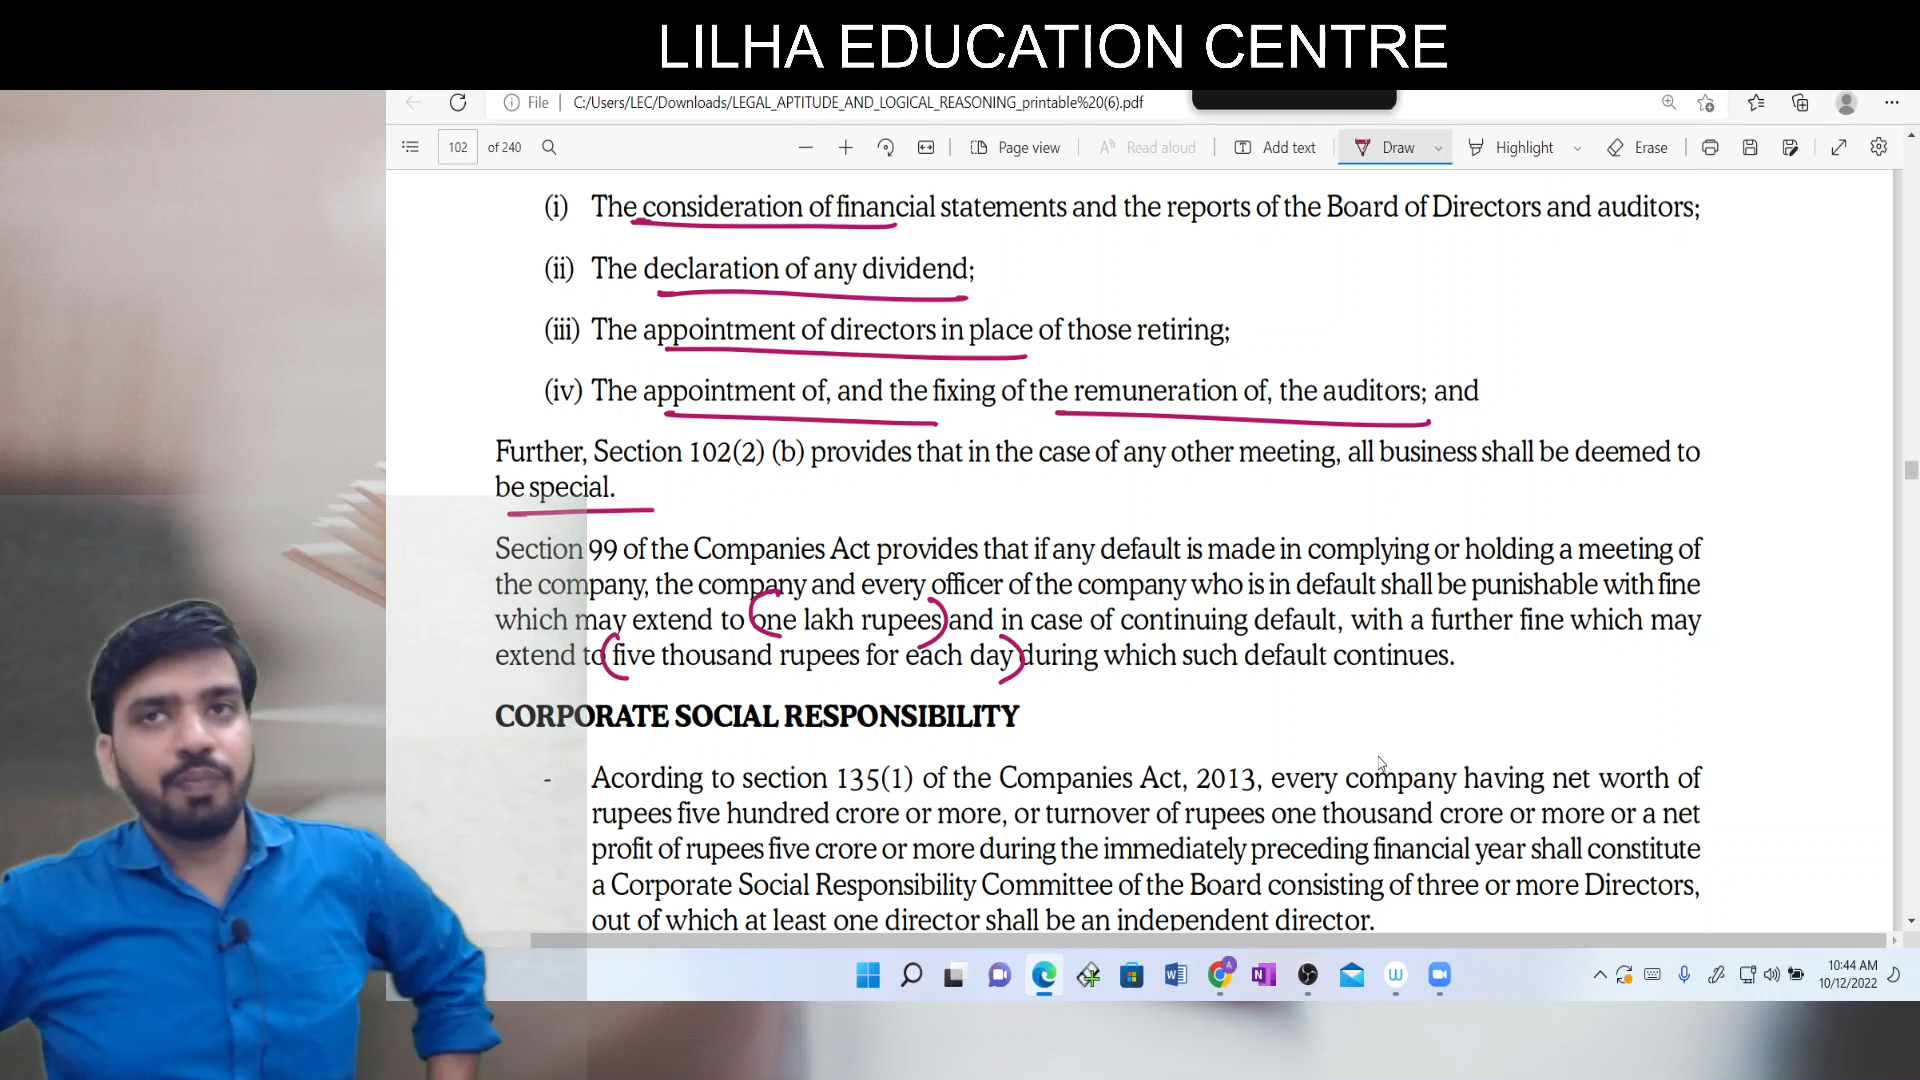 LILHA EDUCATION CENTRE
File | C:/Users/LEC/Downloads/LEGAL_APTITUDE_AND_LOGICAL_REASONING_printable%20(6).pdf
102 of 240 Page view Read aloud Add text Draw Highlight Erase
(i) The consideration of financial statements and the reports of the Board of Directors and auditors;
(ii) The declaration of any dividend;
(iii) The appointment of directors in place of those retiring;
(iv) The appointment of, and the fixing of the remuneration of, the auditors; and
Further, Section 102(2) (b) provides that in the case of any other meeting, all business shall be deemed to
be special.
Section 99 of the Companies Act provides that if any default is made in complying or holding a meeting of
the company, the company and every officer of the company who is in default shall be punishable with fine
which may extend to one lakh rupees and in case of continuing default, with a further fine which may
extend to five thousand rupees for each day during which such default continues.
CORPORATE SOCIAL RESPONSIBILITY
- Acording to section 135(1) of the Companies Act, 2013, every company having net worth of
rupees five hundred crore or more, or turnover of rupees one thousand crore or more or a net
profit of rupees five crore or more during the immediately preceding financial year shall constitute
a Corporate Social Responsibility Committee of the Board consisting of three or more Directors,
out of which at least one director shall be an independent director.
10:44 AM
10/12/2022